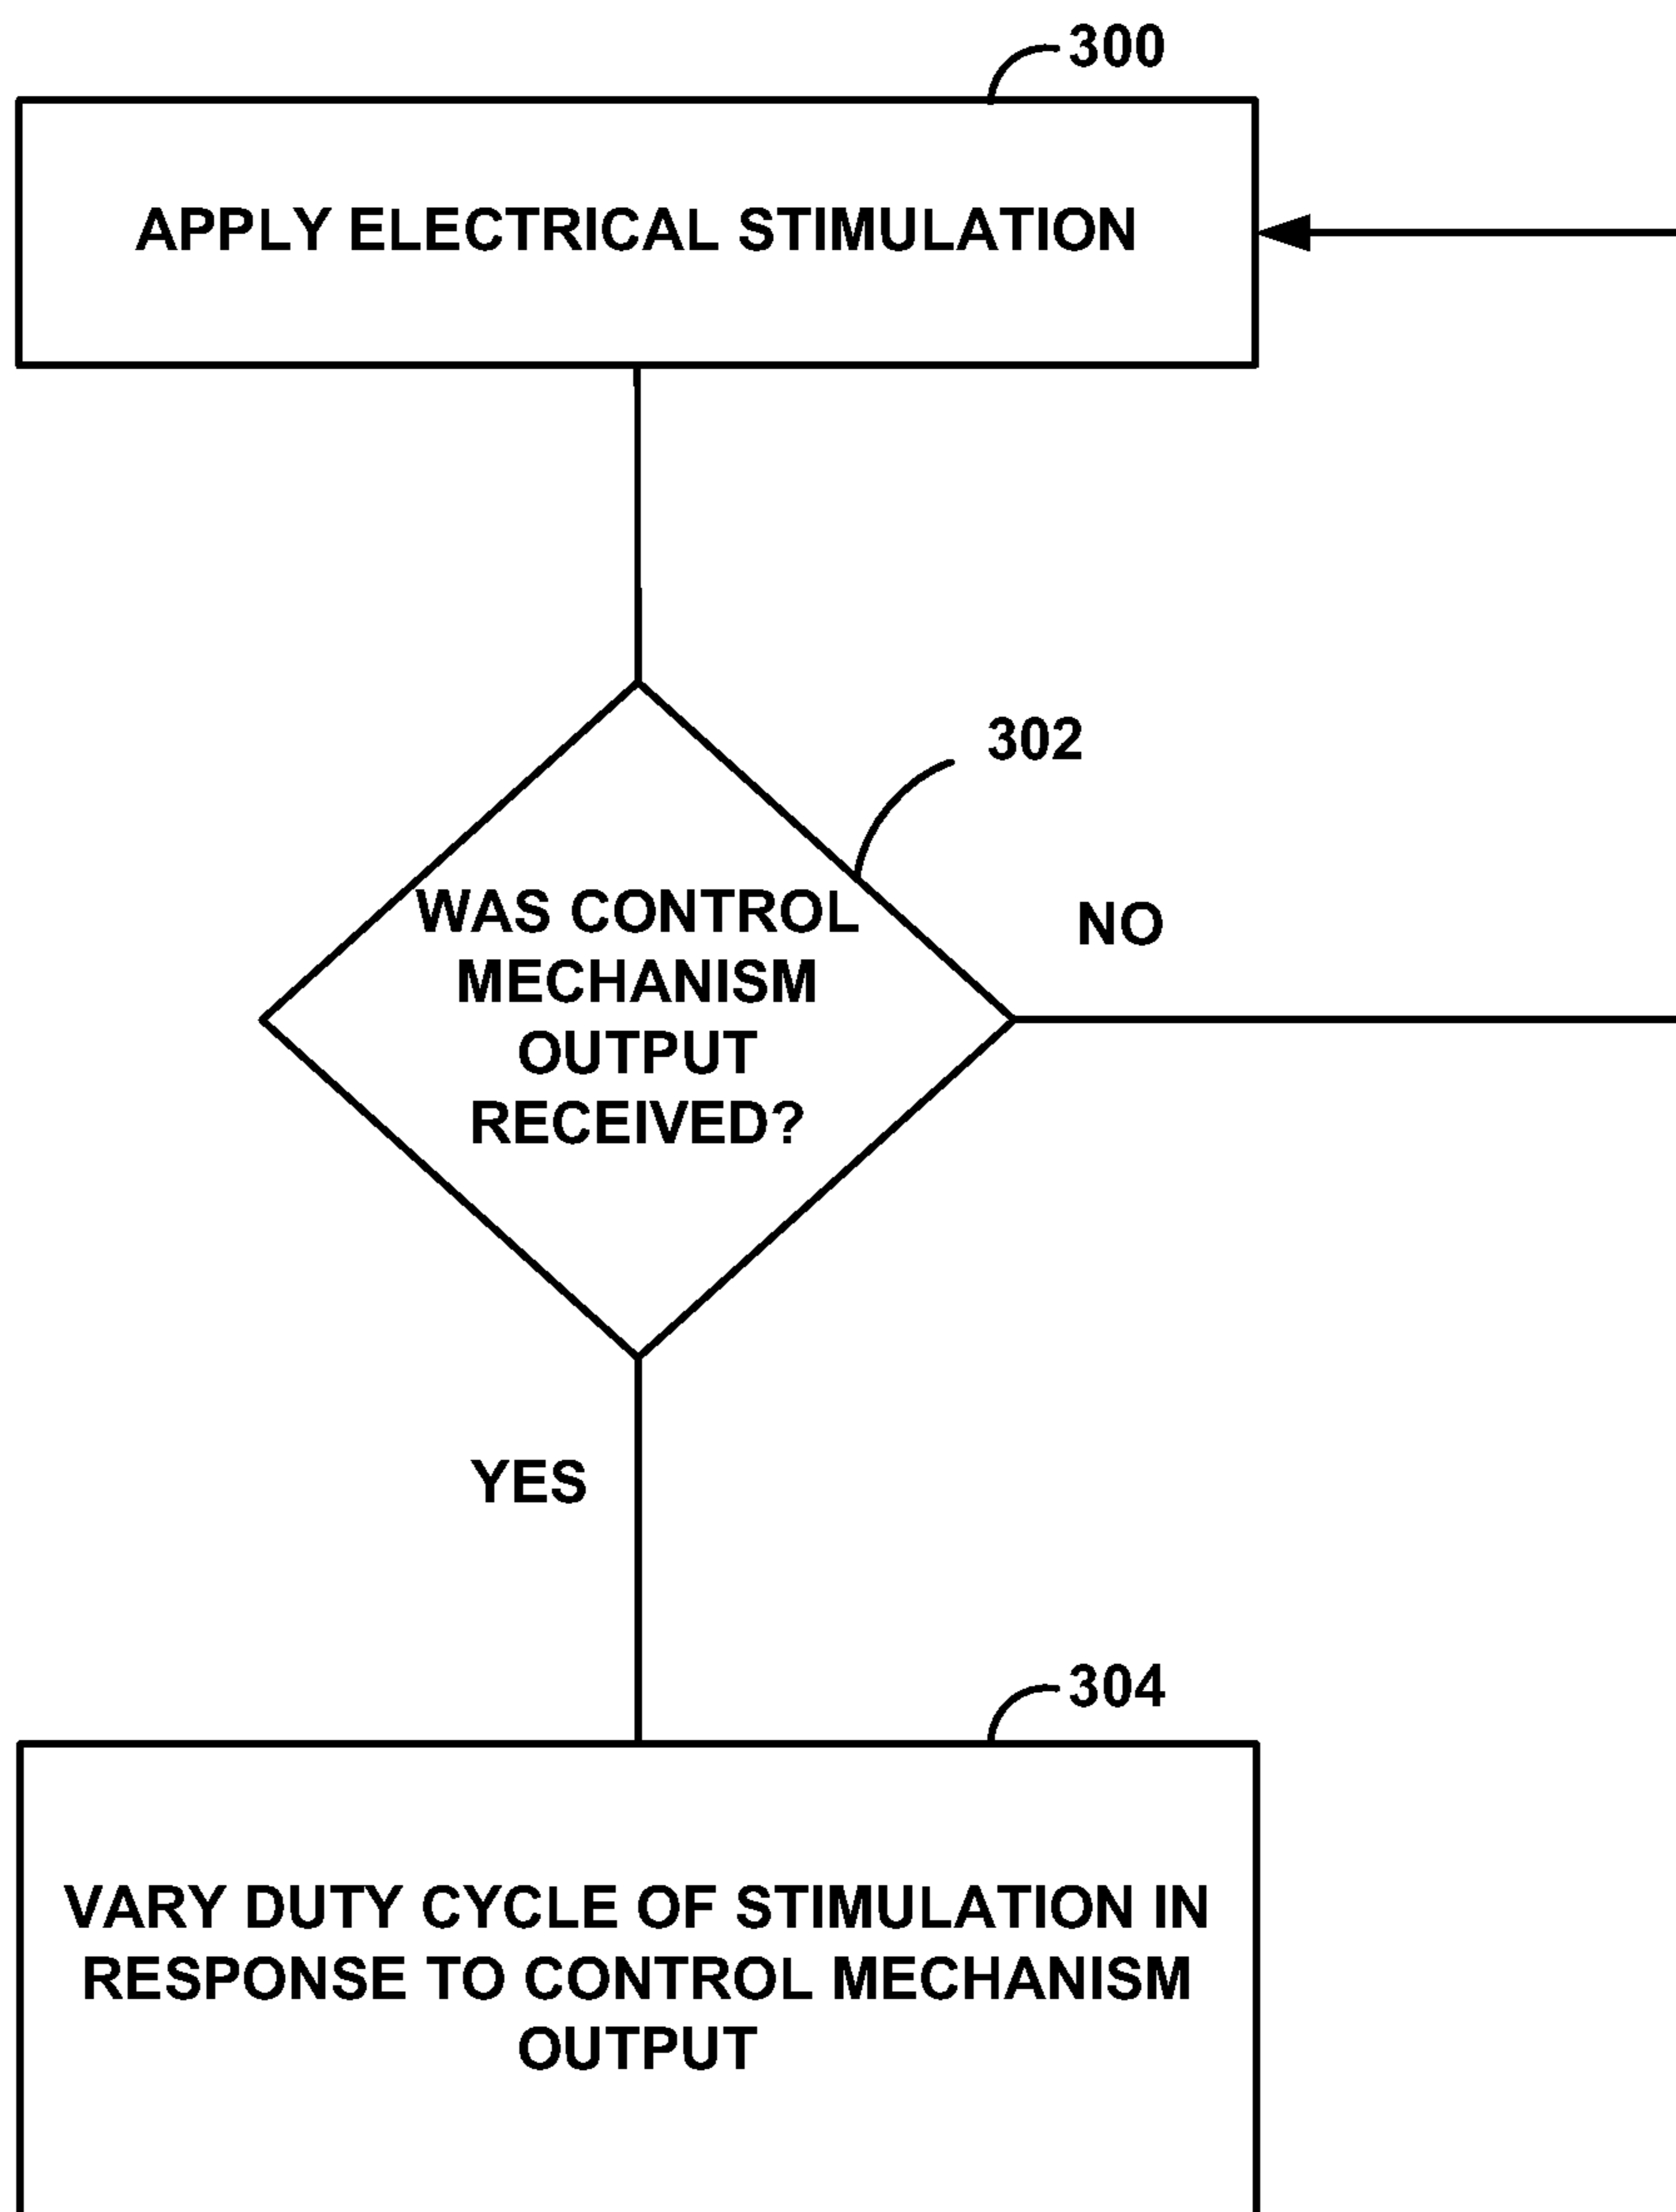 300
APPLY ELECTRICAL STIMULATION
302
WAS CONTROL
MECHANISM
OUTPUT
RECEIVED?
NO
YES
304
VARY DUTY CYCLE OF STIMULATION IN
RESPONSE TO CONTROL MECHANISM
OUTPUT